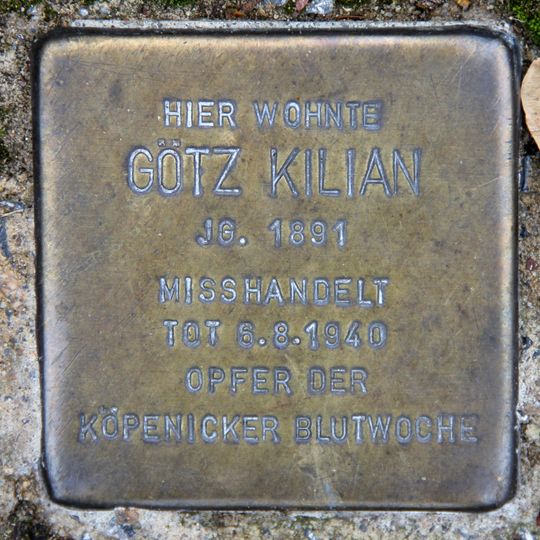 HIER WOHNTE
GÖTZ KILIAN
JG. 1891
MISSHANDELT
TOT 6.8.1940
OPFER DER
KÖPENICKER BLUTWOCHE